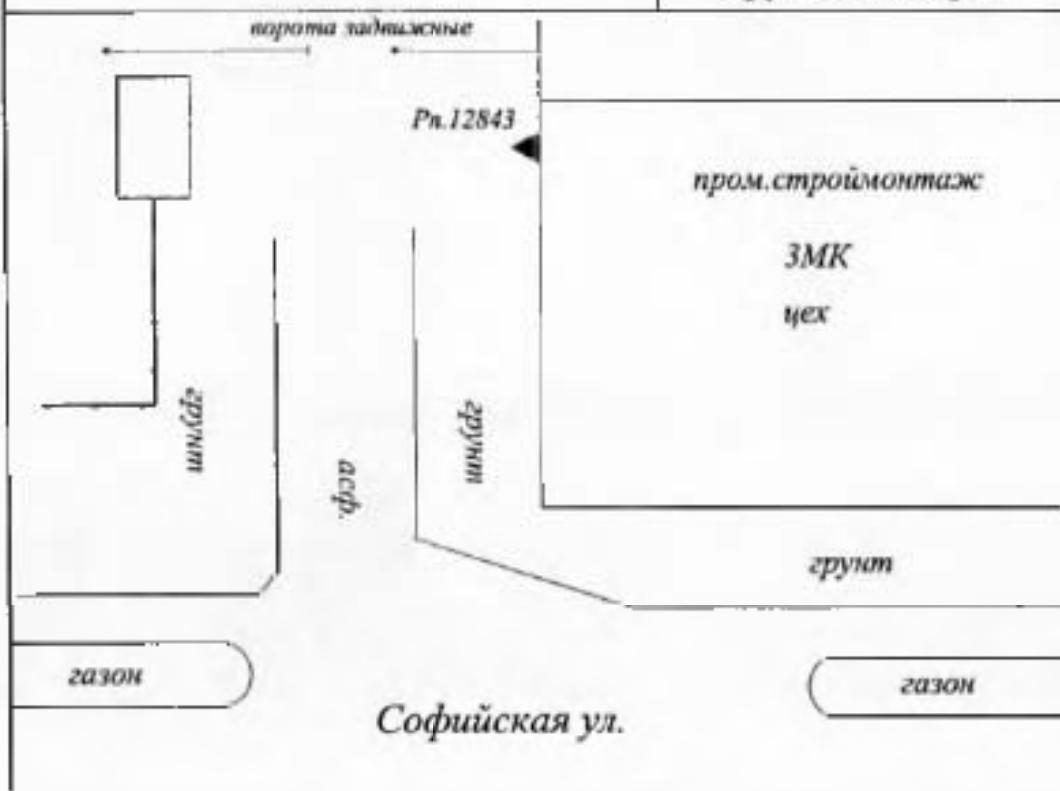 ворота задвижные
Рп.12843
пром.строймонтаж
ЗМК
цех
грунт
грунт
асф.
грунт
газон
газон
Софийская ул.